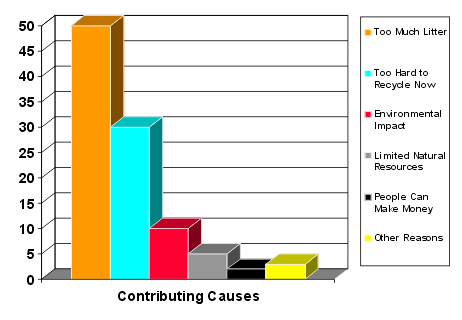 50
45
40
35
30
25
20
15
10
5
0
Contributing Causes
Too Much Litter
Too Hard to
Recycle Now
Environmental
Impact
Limited Natural
Resources
People Can
Make Money
Other Reasons